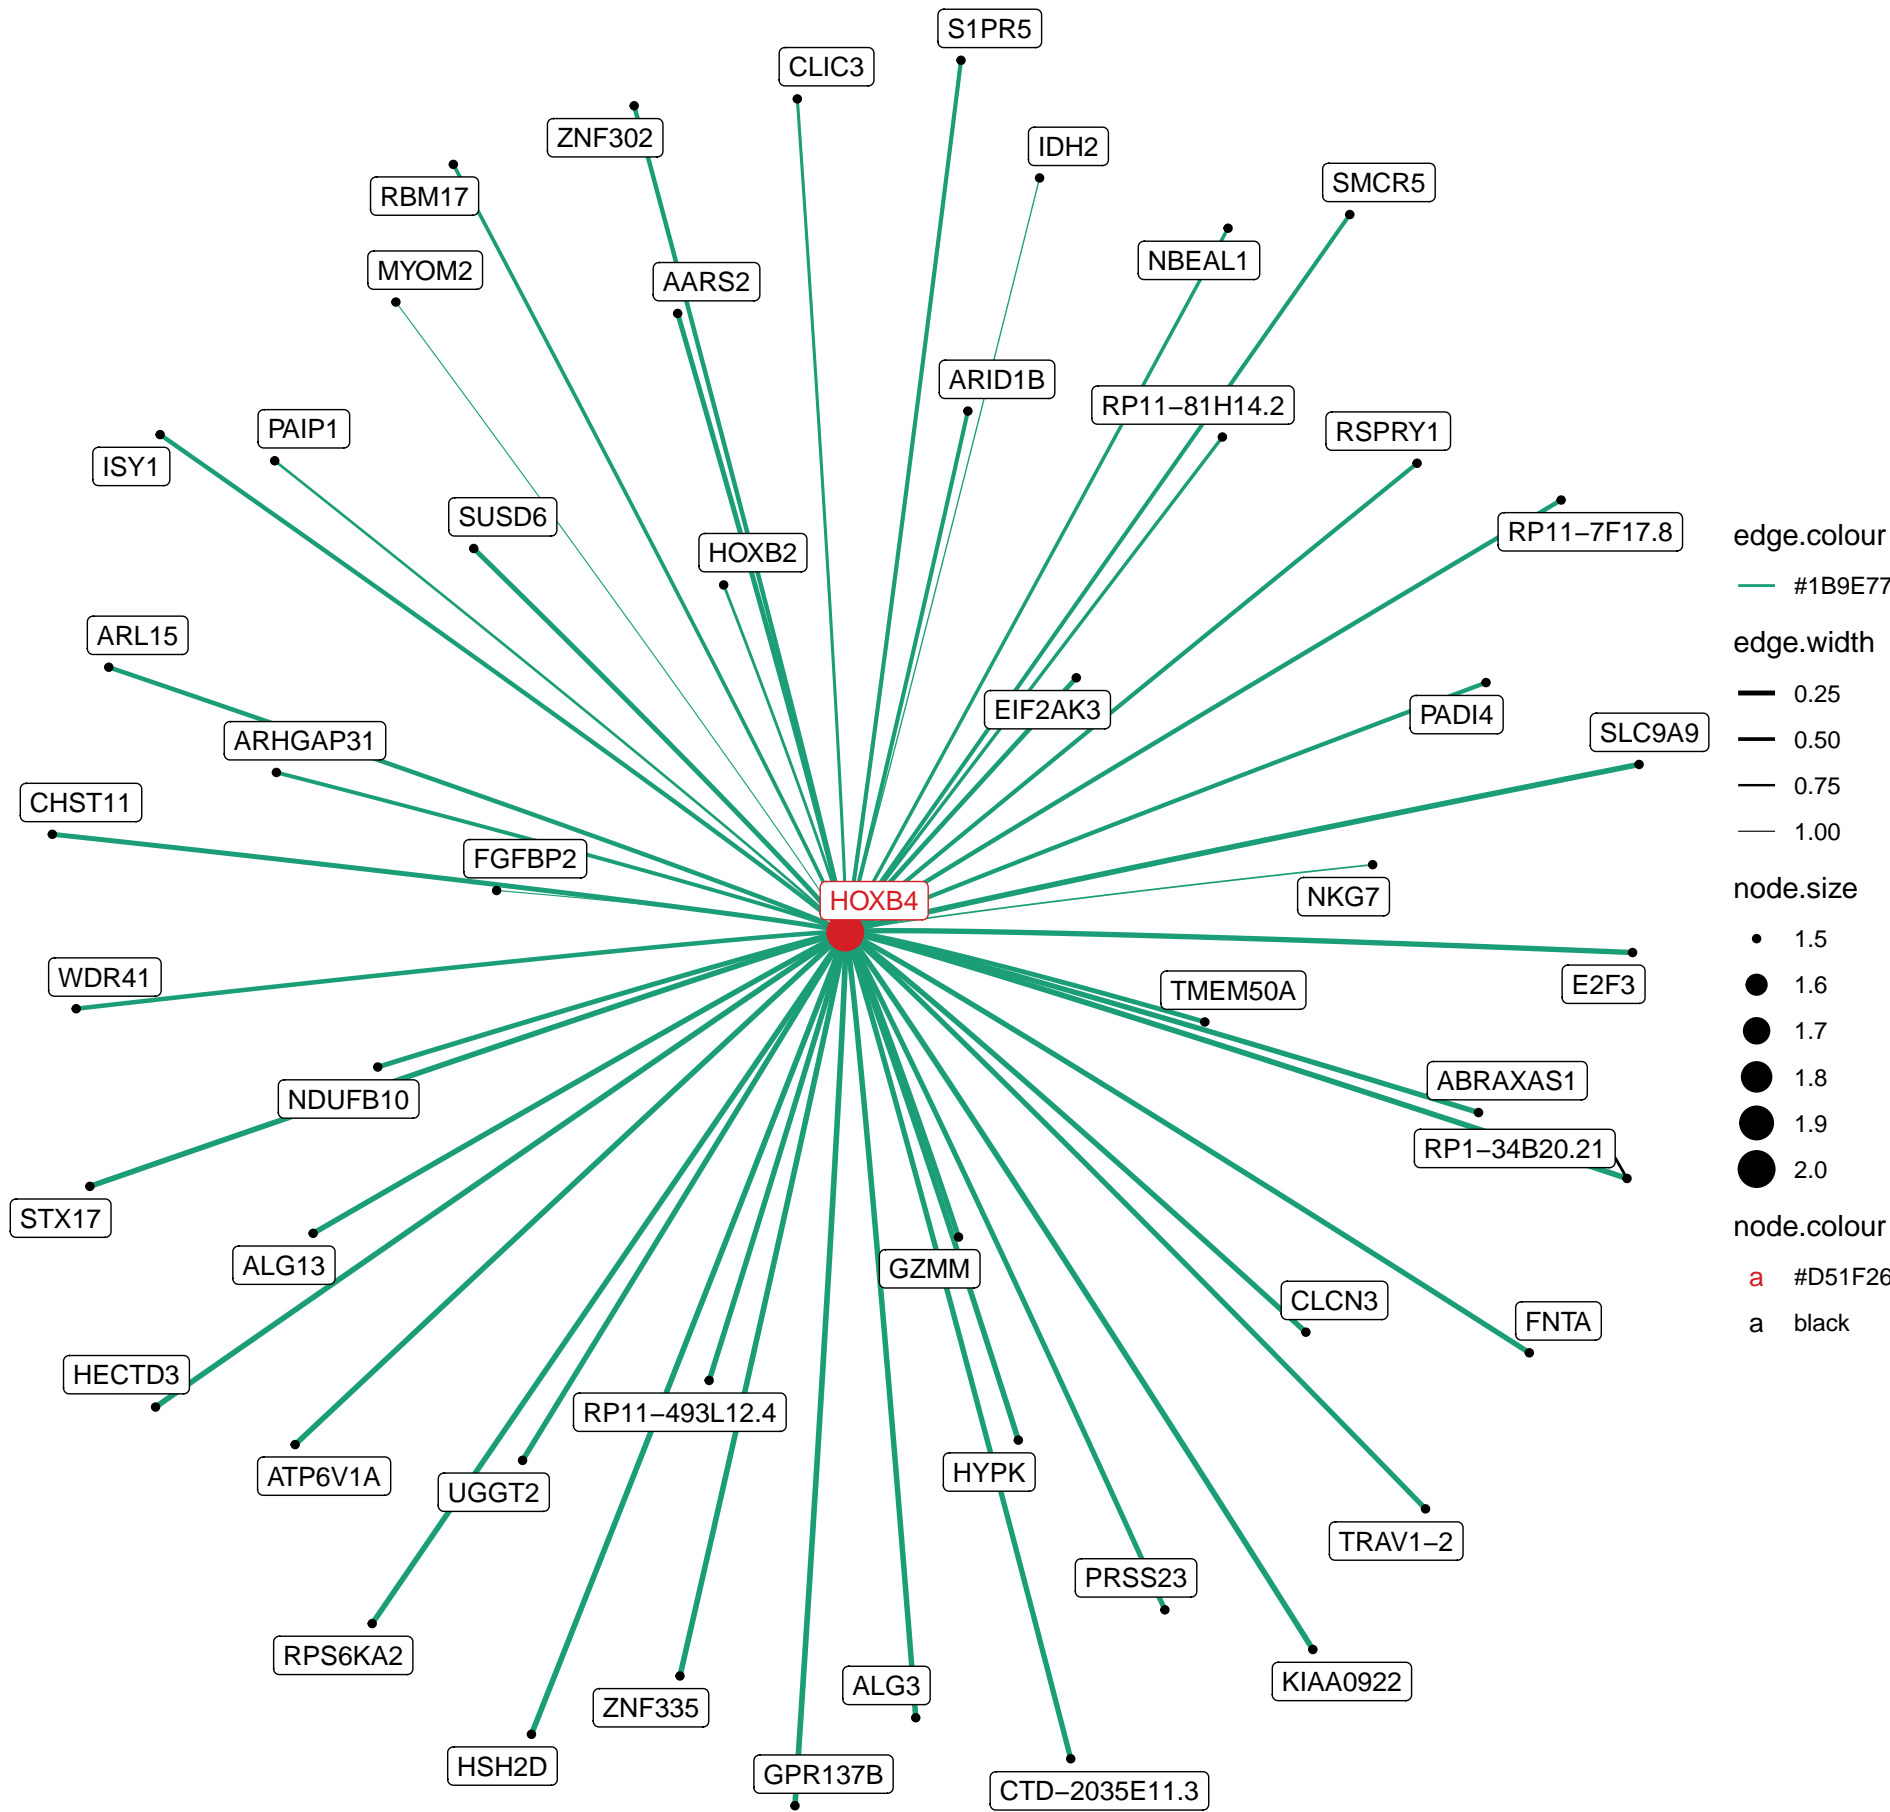 S1PR5
CLIC3
ZNF302
IDH2
SMCR5
RBM17
NBEAL1
MYOM2
AARS2
ARID1B
RP11−81H14.2
PAIP1
RSPRY1
ISY1
SUSD6
RP11−7F17.8
HOXB2
ARL15
EIF2AK3
PADI4
SLC9A9
ARHGAP31
CHST11
FGFBP2
NKG7
HOXB4
WDR41
E2F3
TMEM50A
ABRAXAS1
NDUFB10
RP1−34B20.21
STX17
ALG13
GZMM
CLCN3
FNTA
HECTD3
RP11−493L12.4
ATP6V1A
HYPK
UGGT2
TRAV1−2
PRSS23
RPS6KA2
KIAA0922
ALG3
ZNF335
HSH2D
GPR137B
CTD−2035E11.3
edge.colour
#1B9E77
edge.width
0.25
0.50
0.75
1.00
node.size
1.5
1.6
1.7
1.8
1.9
2.0
node.colour
a #D51F26
a black